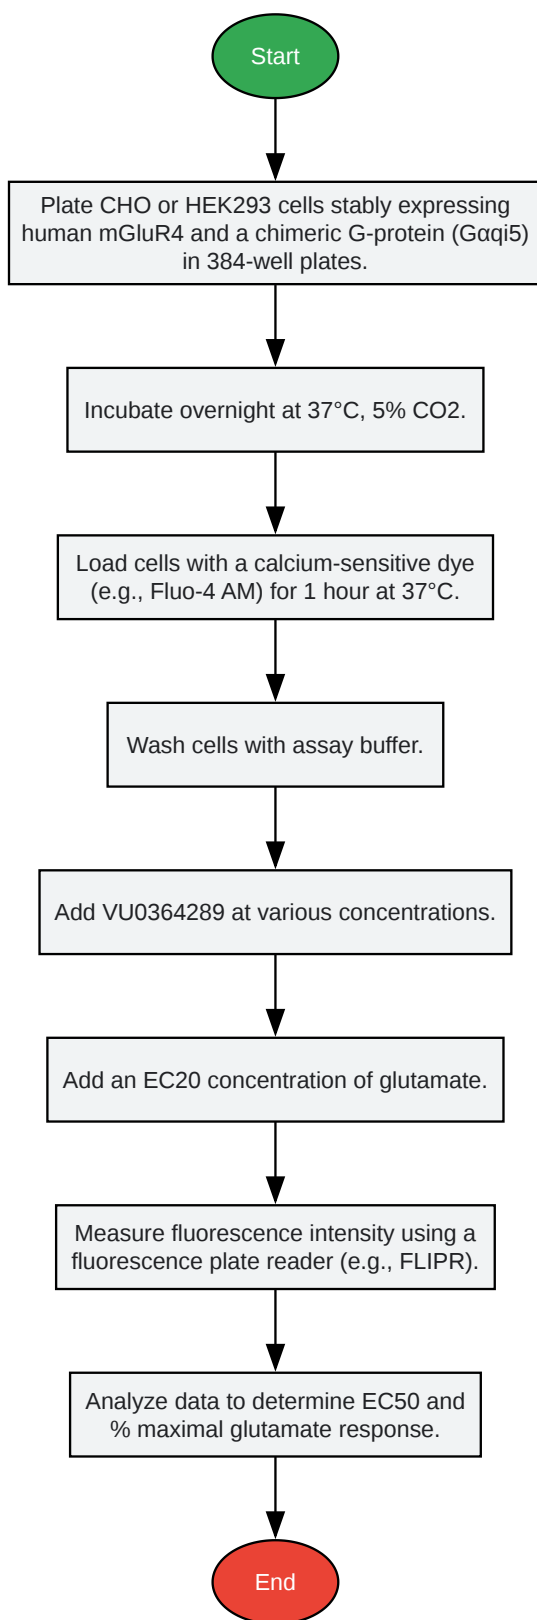 Start
Plate CHO or HEK293 cells stably expressing
human mGluR4 and a chimeric G-protein (Gαqi5)
in 384-well plates.
Incubate overnight at 37°C, 5% CO2.
Load cells with a calcium-sensitive dye
(e.g., Fluo-4 AM) for 1 hour at 37°C.
Wash cells with assay buffer.
Add VU0364289 at various concentrations.
Add an EC20 concentration of glutamate.
Measure fluorescence intensity using a
fluorescence plate reader (e.g., FLIPR).
Analyze data to determine EC50 and
% maximal glutamate response.
End